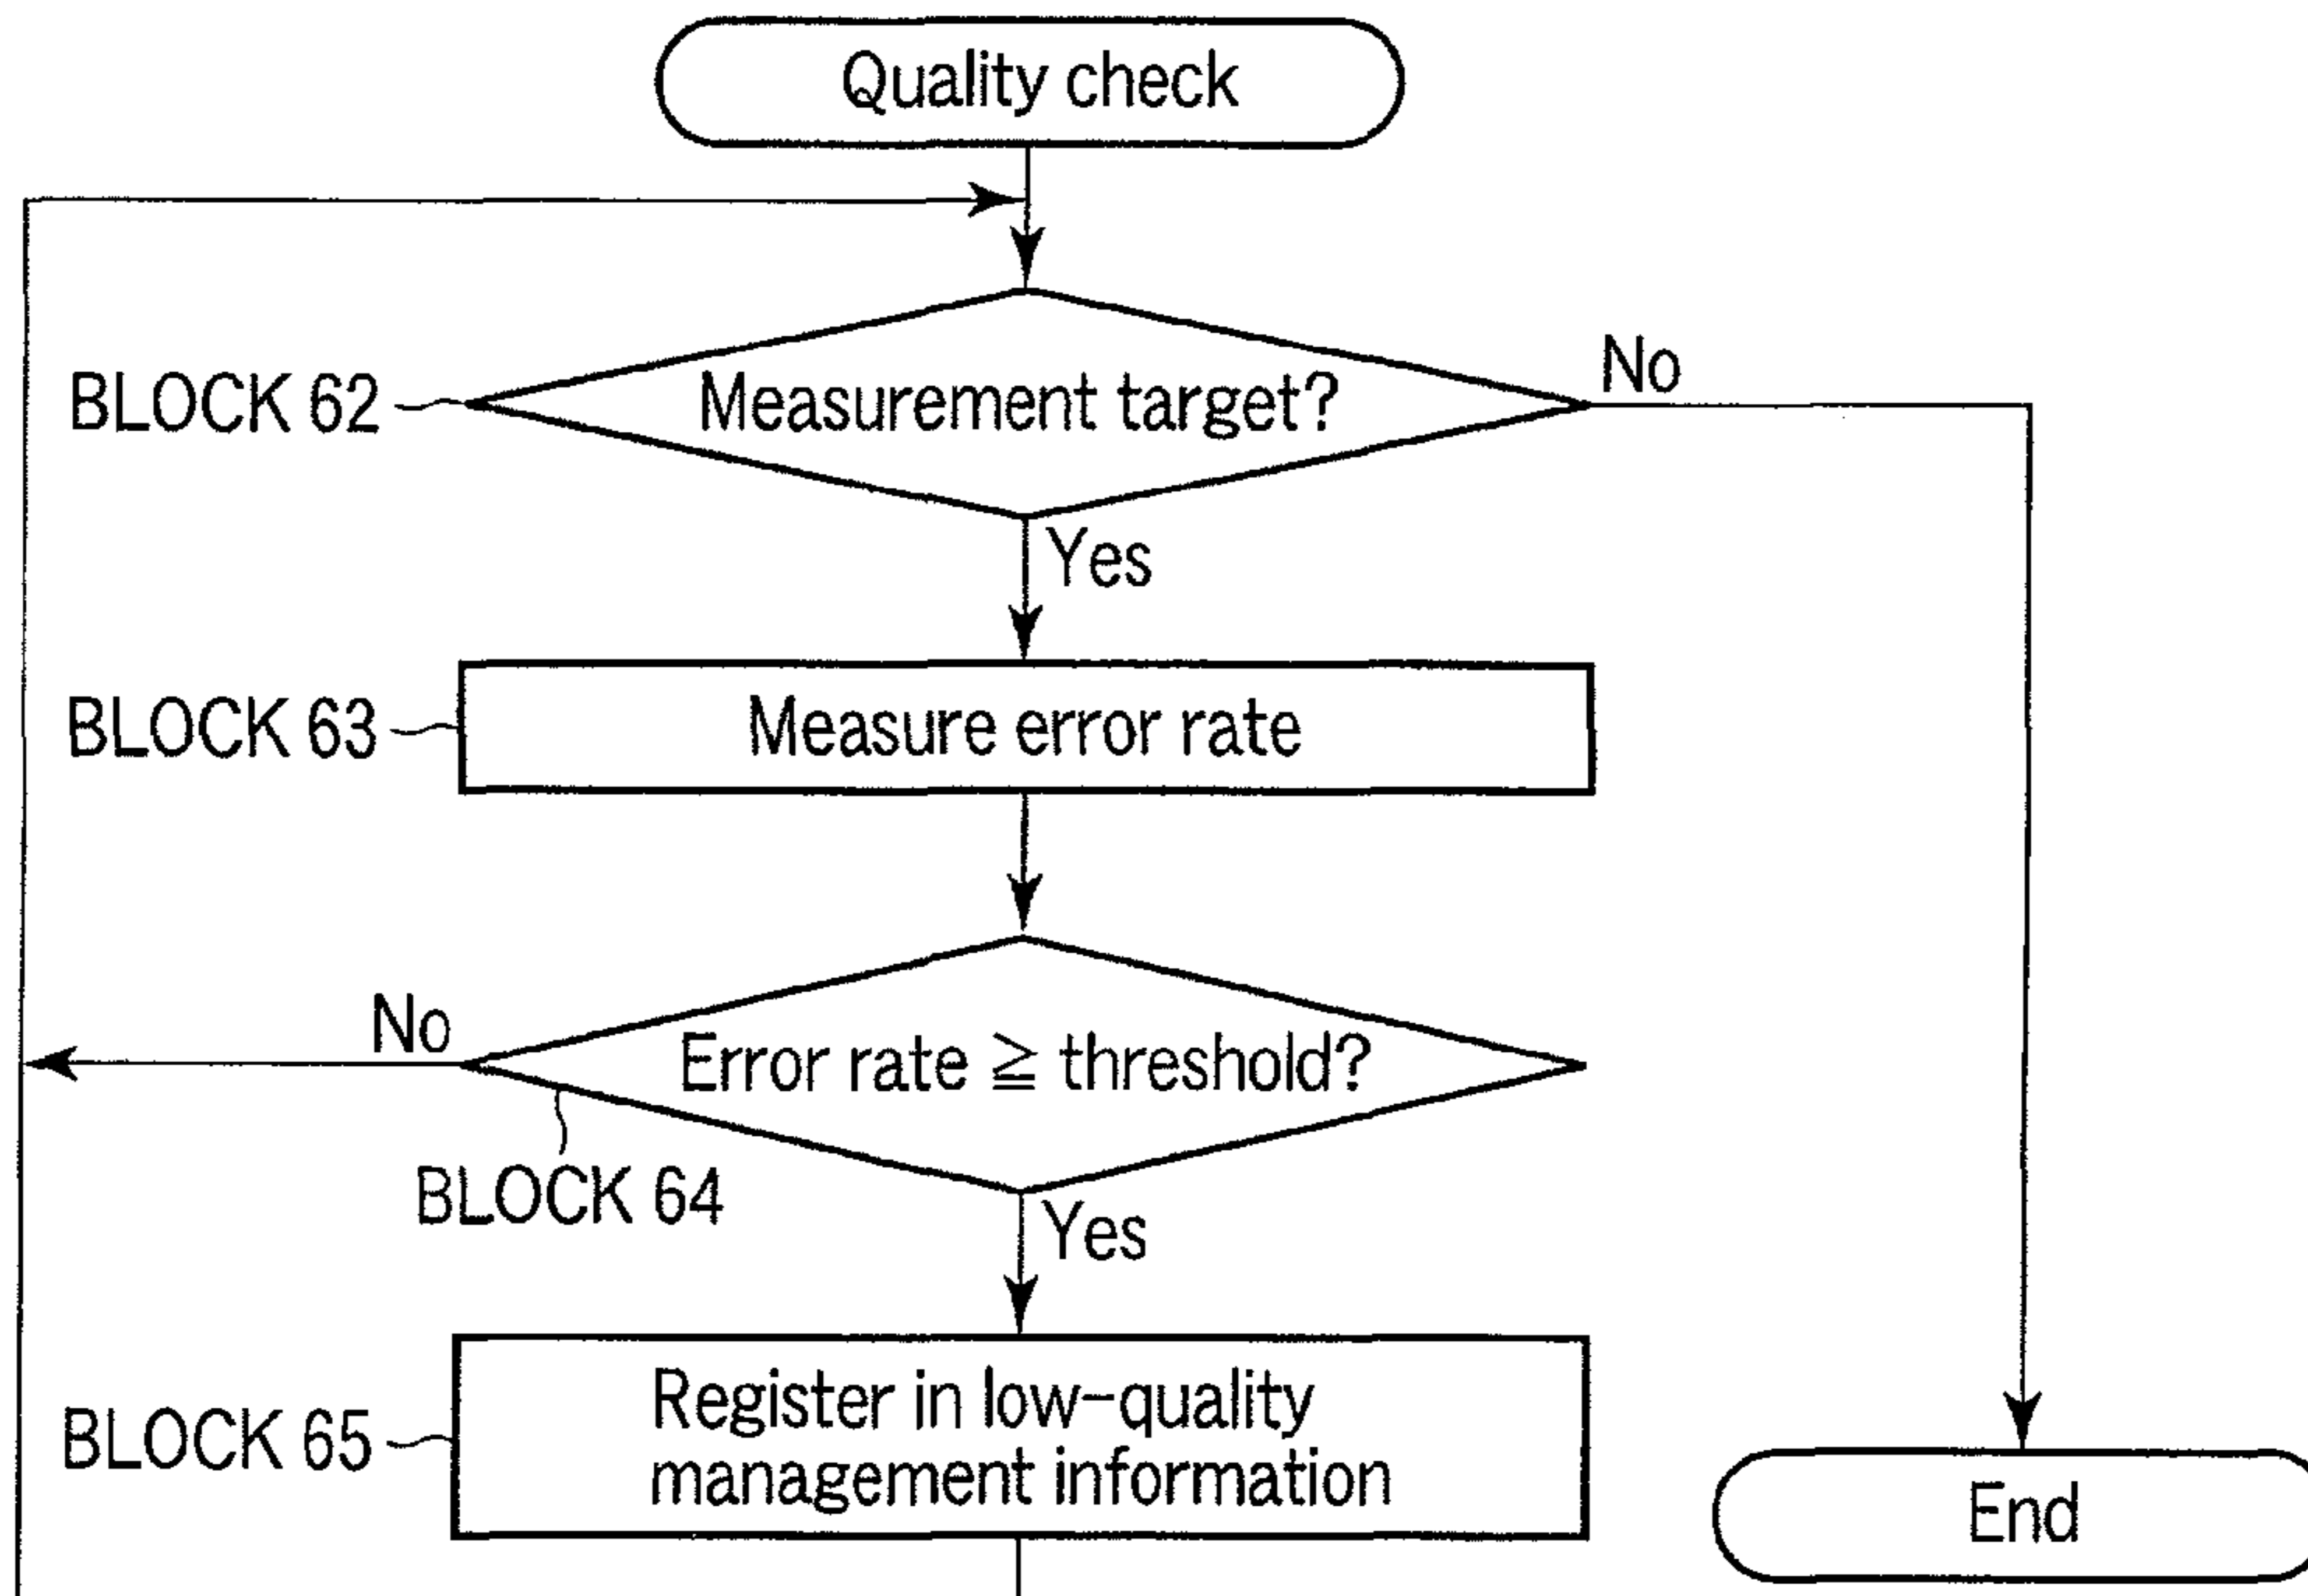 Quality check
BLOCK 62
Measurement target?
No
Yes
BLOCK 63
Measure error rate
No
Error rate ≧ threshold?
BLOCK 64
Yes
BLOCK 65
Register in low-quality
management information
End